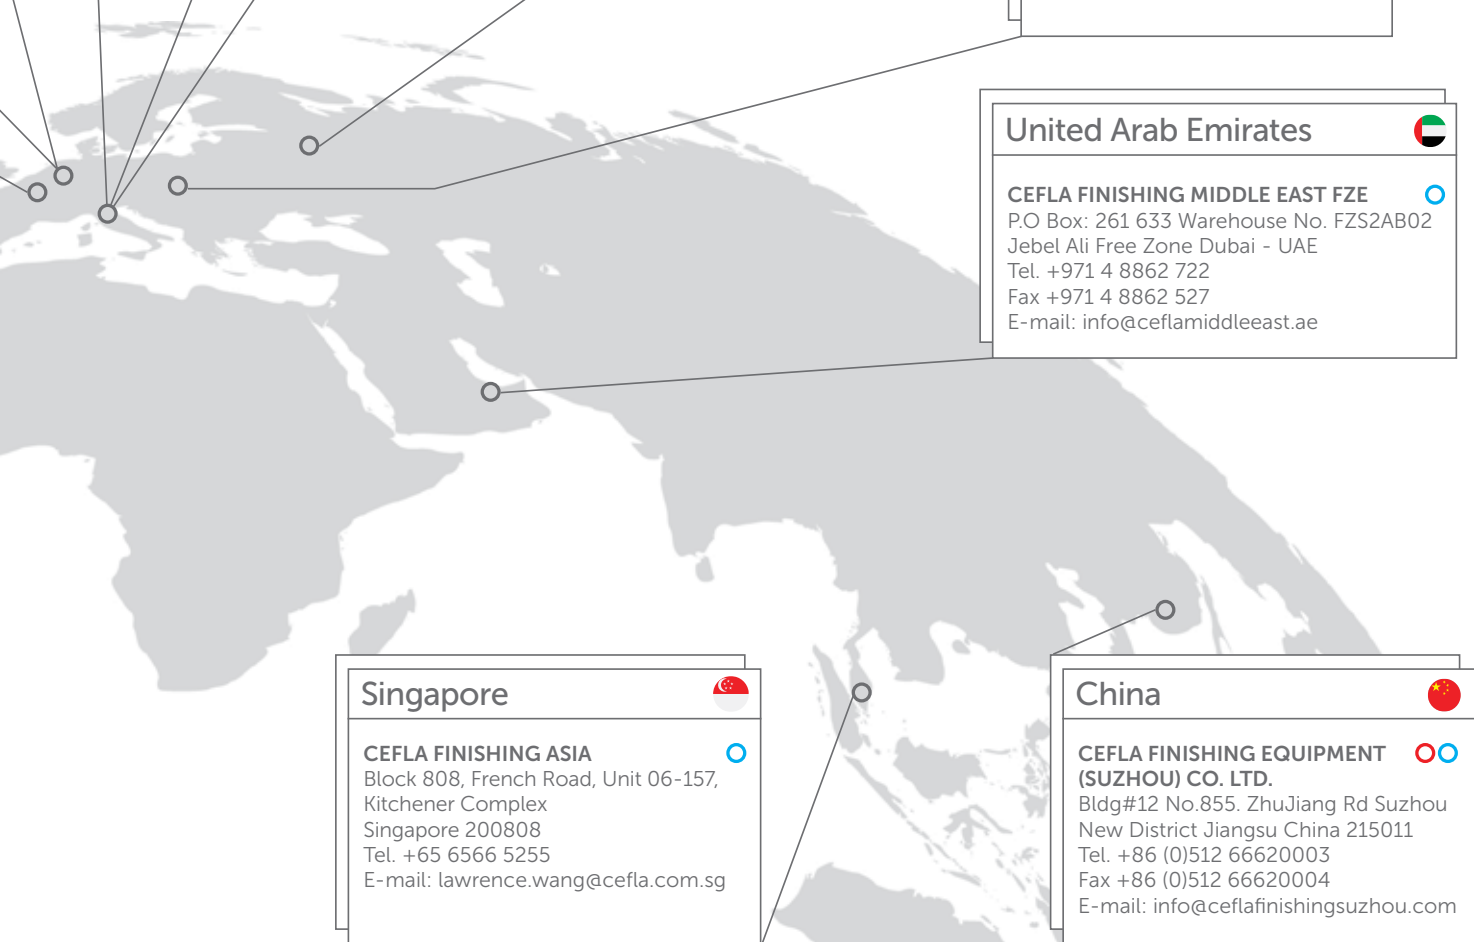 United Arab Emirates
CEFLA FINISHING MIDDLE EAST FZE
P.O Box: 261 633 Warehouse No. FZS2AB02
Jebel Ali Free Zone Dubai - UAE
Tel. +971 4 8862 722
Fax +971 4 8862 527
E-mail: info@ceflamiddleeast.ae
Singapore
CEFLA FINISHING ASIA
Block 808, French Road, Unit 06-157,
Kitchener Complex
Singapore 200808
Tel. +65 6566 5255
E-mail: lawrence.wang@cefla.com.sg
China
CEFLA FINISHING EQUIPMENT
(SUZHOU) CO. LTD.
Bldg#12 No.855. ZhuJiang Rd Suzhou
New District Jiangsu China 215011
Tel. +86 (0)512 66620003
Fax +86 (0)512 66620004
E-mail: info@ceflafinishingsuzhou.com